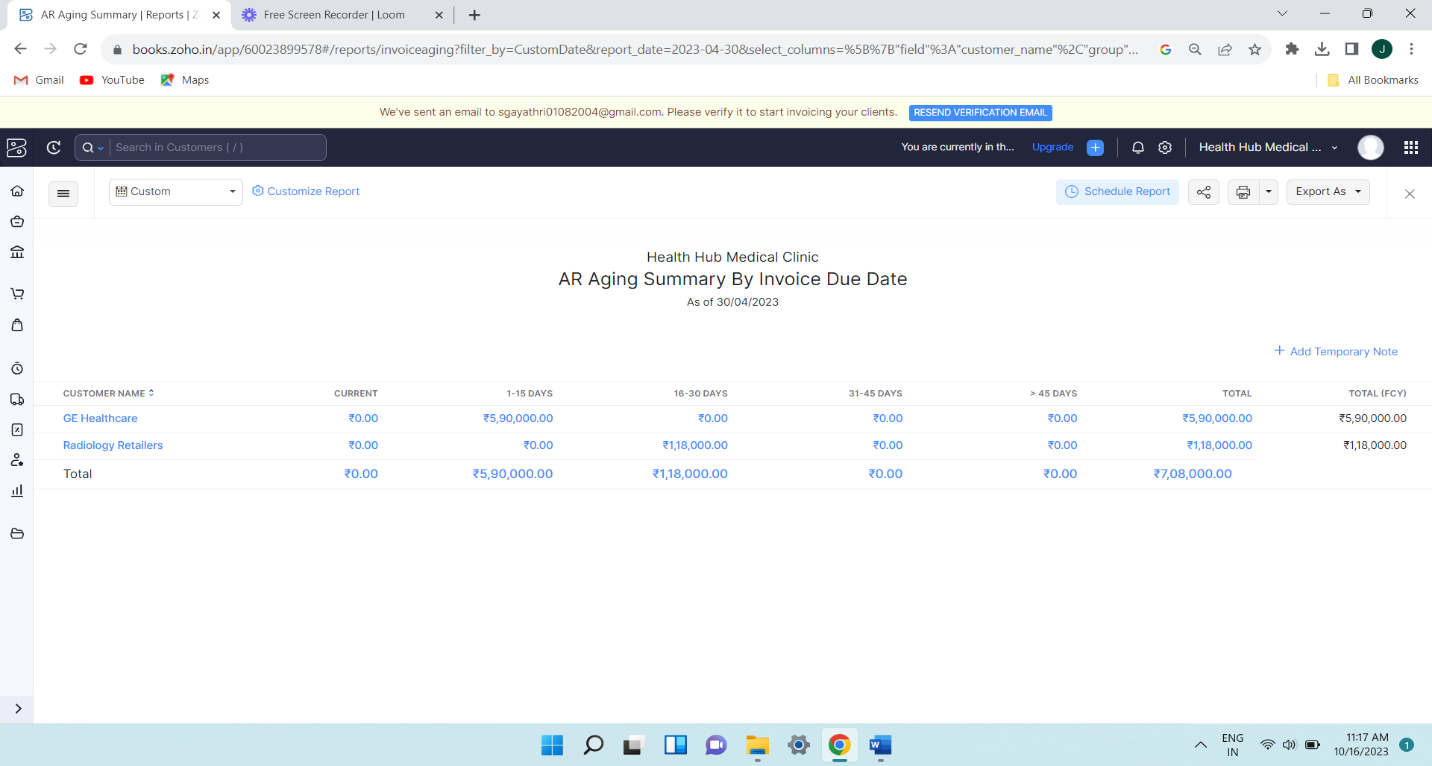 AR Aging Summary | Reports | Z
Free Screen Recorder | Loom
books.zoho.in/app/60023899578#/reports/invoiceaging?filter_by=CustomDate&report_date=2023-04-30&select_columns=%5B%7B"field"%3A"customer_name"%2C"group"...
J
Gmail
YouTube
Maps
All Bookmarks
We've sent an email to sgayathri01082004@gmail.com. Please verify it to start invoicing your clients.
RESEND VERIFICATION EMAIL
Search in Customers ( / )
You are currently in th...
Upgrade
Health Hub Medical ...
Custom
Customize Report
Schedule Report
Export As
Health Hub Medical Clinic
AR Aging Summary By Invoice Due Date
As of 30/04/2023
+ Add Temporary Note
CUSTOMER NAME CURRENT 1-15 DAYS 16-30 DAYS 31-45 DAYS > 45 DAYS TOTAL TOTAL (FCY)
GE Healthcare ₹0.00 ₹5,90,000.00 ₹0.00 ₹0.00 ₹0.00 ₹5,90,000.00 ₹5,90,000.00
Radiology Retailers ₹0.00 ₹0.00 ₹1,18,000.00 ₹0.00 ₹0.00 ₹1,18,000.00 ₹1,18,000.00
Total ₹0.00 ₹5,90,000.00 ₹1,18,000.00 ₹0.00 ₹0.00 ₹7,08,000.00
W
ENG
IN
11:17 AM
10/16/2023
1